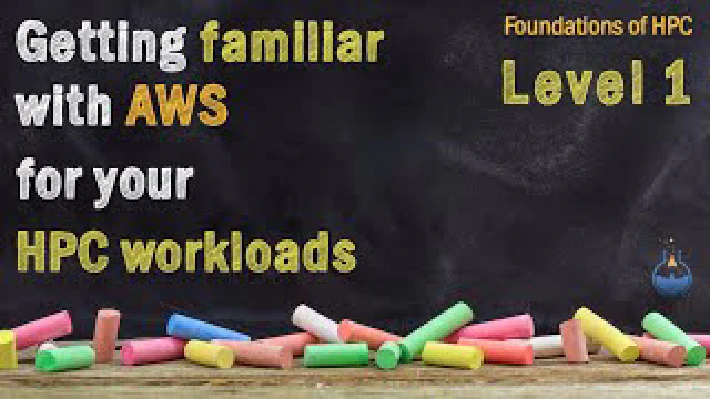 Getting familiar
with AWS
for your
HPC workloads
Foundations of HPC
Level 1